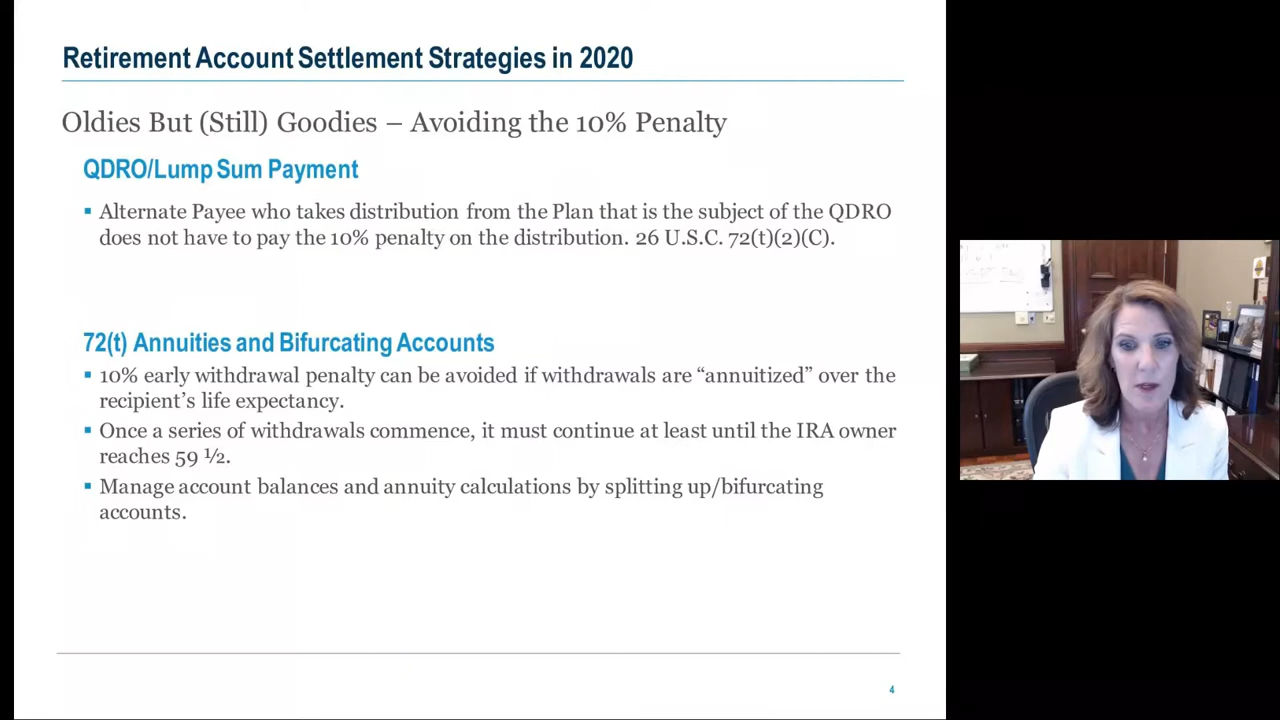 Retirement Account Settlement Strategies in 2020
Oldies But (Still) Goodies – Avoiding the 10% Penalty
QDRO/Lump Sum Payment
▪ Alternate Payee who takes distribution from the Plan that is the subject of the QDRO
does not have to pay the 10% penalty on the distribution. 26 U.S.C. 72(t)(2)(C).
72(t) Annuities and Bifurcating Accounts
▪ 10% early withdrawal penalty can be avoided if withdrawals are “annuitized” over the
recipient’s life expectancy.
▪ Once a series of withdrawals commence, it must continue at least until the IRA owner
reaches 59 ½.
▪ Manage account balances and annuity calculations by splitting up/bifurcating
accounts.
4